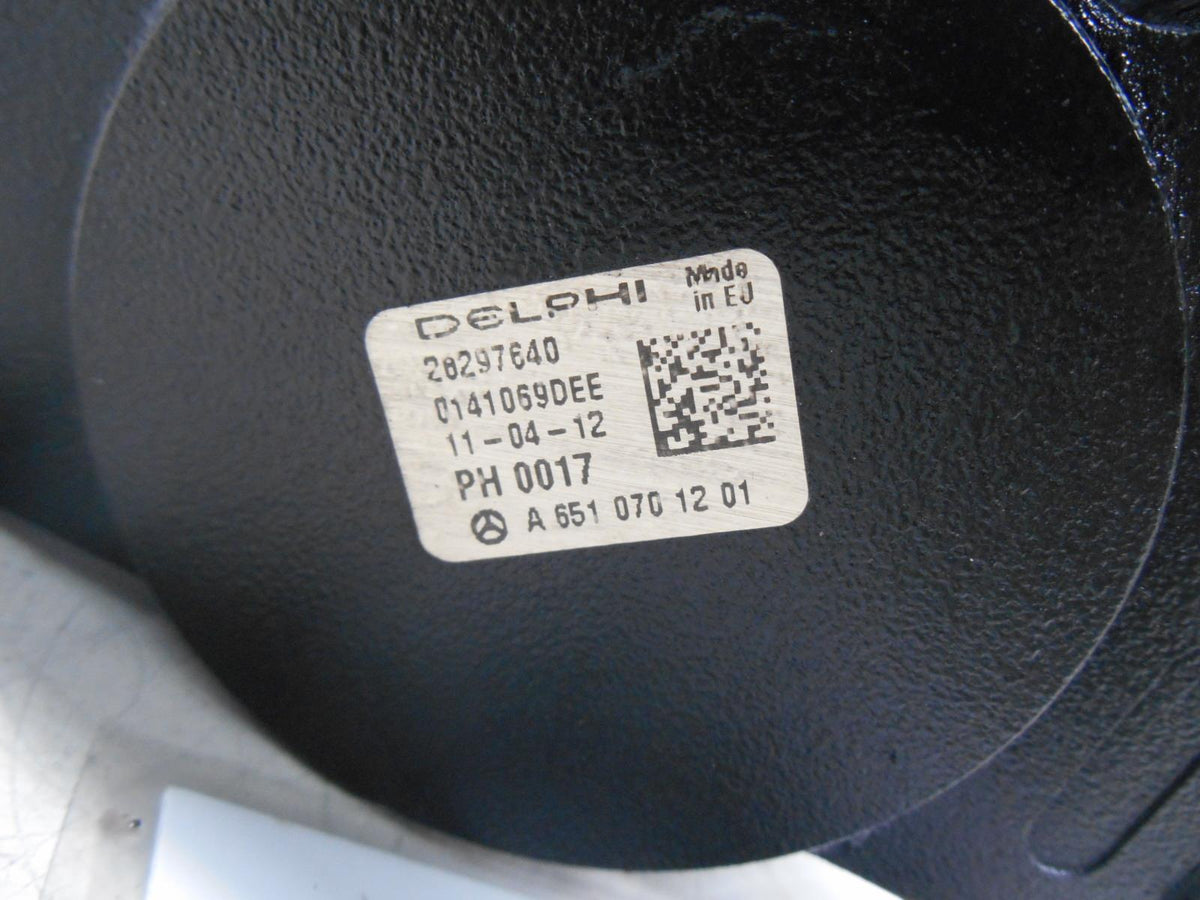 DELPHI
Made
in EU
28297640
0141069DEE
11-04-12
PH 0017
A 651 070 12 01